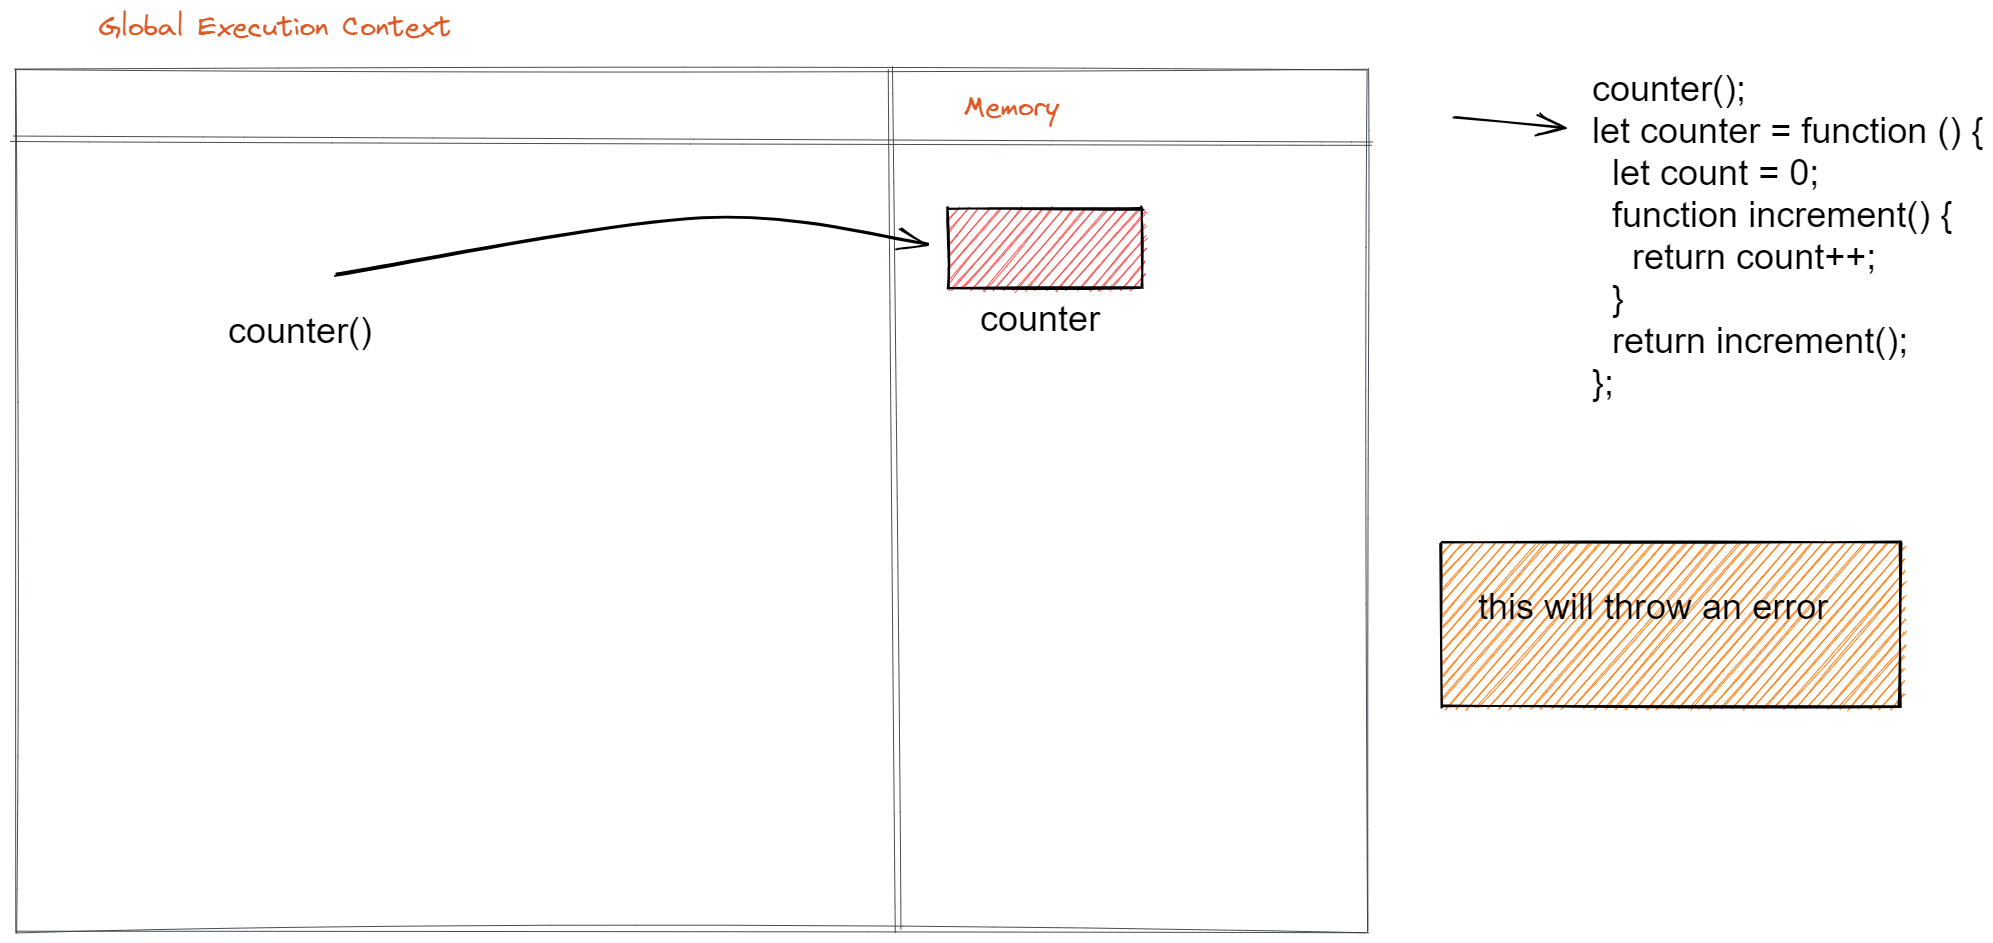 Global Execution Context
Memory
counter()
counter
counter();
let counter = function () {
let count = 0;
function increment() {
return count++;
}
return increment();
};
this will throw an error